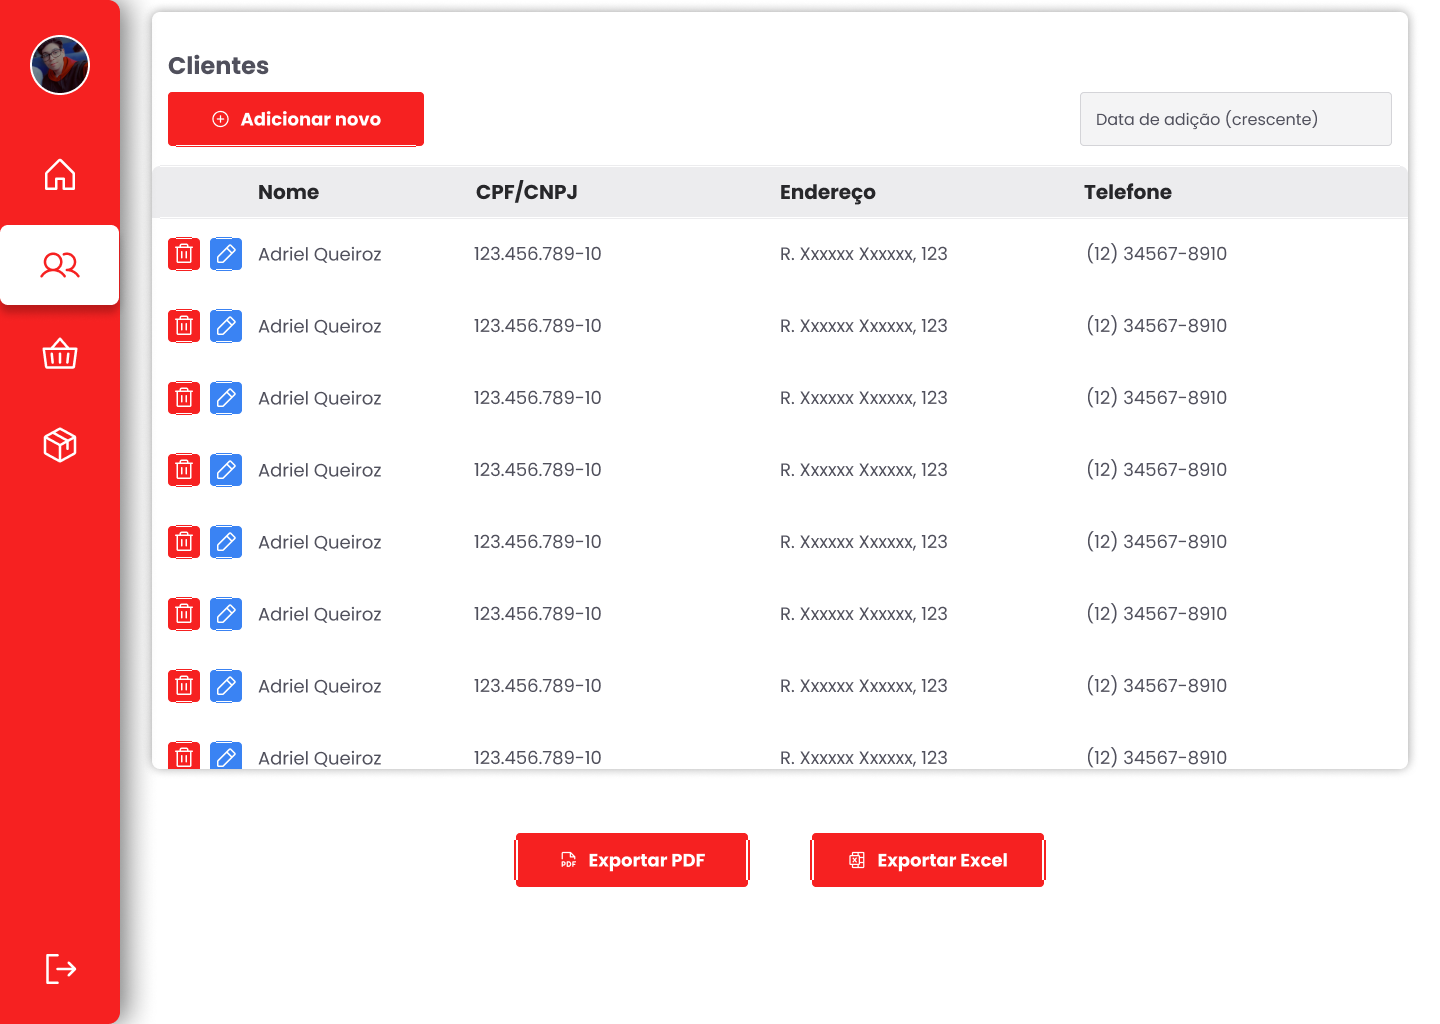 Clientes
Adicionar novo
Data de adição (crescente)
Nome CPF/CNPJ Endereço Telefone
Adriel Queiroz 123.456.789-10 R. Xxxxxx Xxxxxx, 123 (12) 34567-8910
Adriel Queiroz 123.456.789-10 R. Xxxxxx Xxxxxx, 123 (12) 34567-8910
Adriel Queiroz 123.456.789-10 R. Xxxxxx Xxxxxx, 123 (12) 34567-8910
Adriel Queiroz 123.456.789-10 R. Xxxxxx Xxxxxx, 123 (12) 34567-8910
Adriel Queiroz 123.456.789-10 R. Xxxxxx Xxxxxx, 123 (12) 34567-8910
Adriel Queiroz 123.456.789-10 R. Xxxxxx Xxxxxx, 123 (12) 34567-8910
Adriel Queiroz 123.456.789-10 R. Xxxxxx Xxxxxx, 123 (12) 34567-8910
Adriel Queiroz 123.456.789-10 R. Xxxxxx Xxxxxx, 123 (12) 34567-8910
PDF Exportar PDF
X Exportar Excel